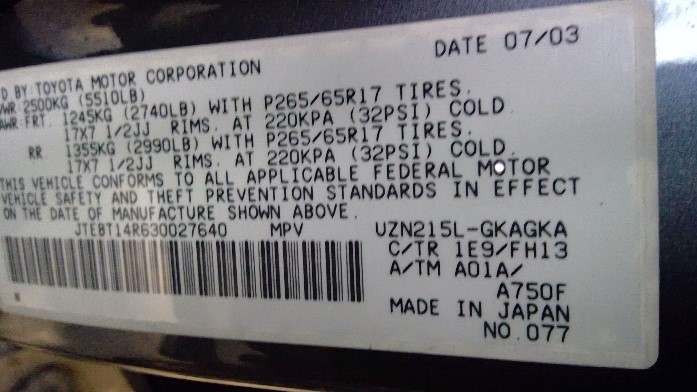 DATE 07/03
D BY: TOYOTA MOTOR CORPORATION
VWR 2500KG (5510LB)
AWR FRT. 1245KG (2740LB) WITH P265/65R17 TIRES.
17X7 1/2JJ RIMS. AT 220KPA (32PSI) COLD.
RR 1355KG (2990LB) WITH P265/65R17 TIRES.
17X7 1/2JJ RIMS. AT 220KPA (32PSI) COLD.
THIS VEHICLE CONFORMS TO ALL APPLICABLE FEDERAL MOTOR
VEHICLE SAFETY AND THEFT PREVENTION STANDARDS IN EFFECT
ON THE DATE OF MANUFACTURE SHOWN ABOVE.
JTEBT14R630027640 MPV UZN215L-GKAGKA
C/TR 1E9/FH13
A/TM A01A/
A750F
MADE IN JAPAN
NO.077